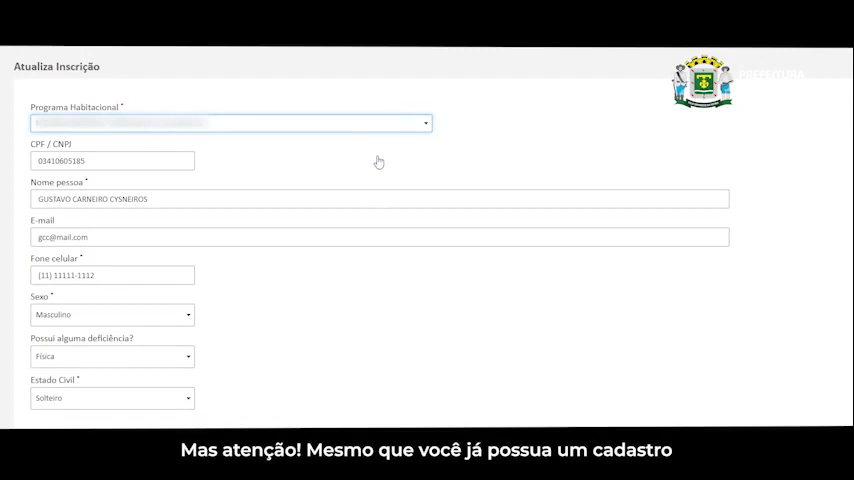 Atualiza Inscrição
PREFEITURA
Programa Habitacional *
CPF / CNPJ
03410605185
Nome pessoa *
GUSTAVO CARNEIRO CYSNEIROS
E-mail
gcc@mail.com
Fone celular *
(11) 11111-1112
Sexo *
Masculino
Possui alguma deficiência?
Física
Estado Civil *
Solteiro
Mas atenção! Mesmo que você já possua um cadastro